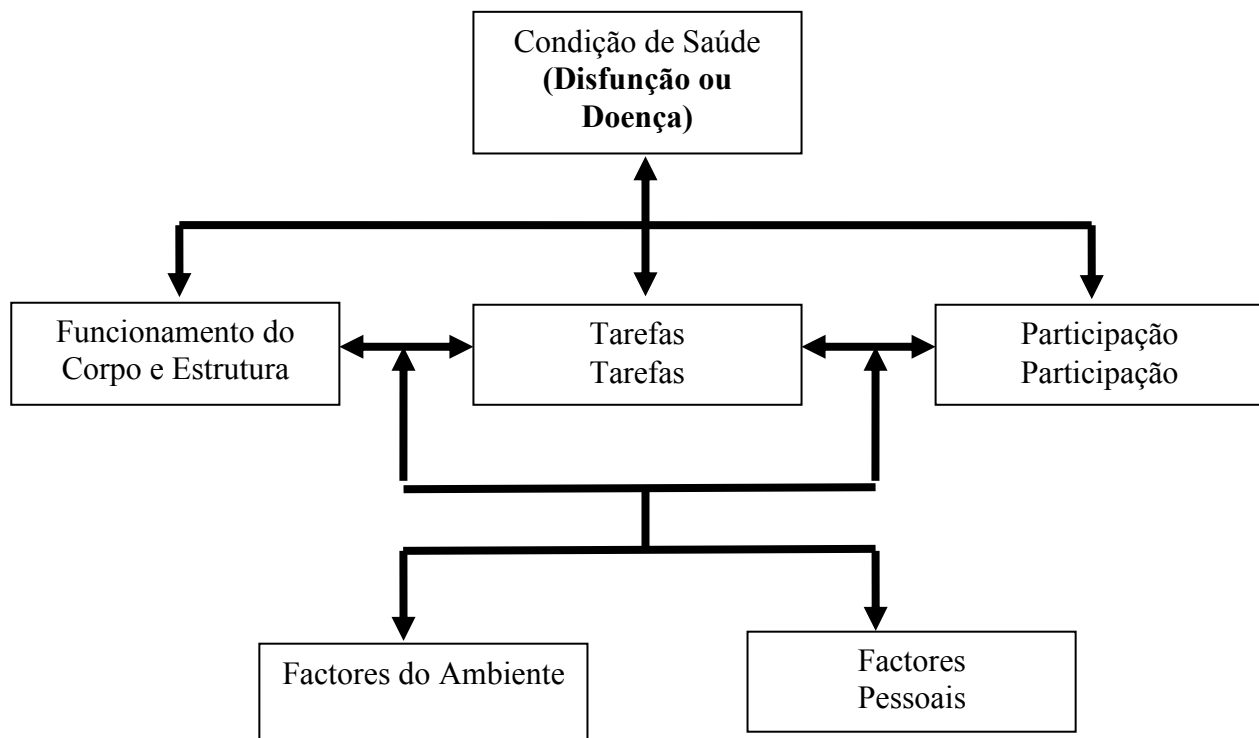 Condição de Saúde
(Disfunção ou
Doença)
Funcionamento do
Corpo e Estrutura
Tarefas
Tarefas
Participação
Participação
Factores do Ambiente
Factores
Pessoais